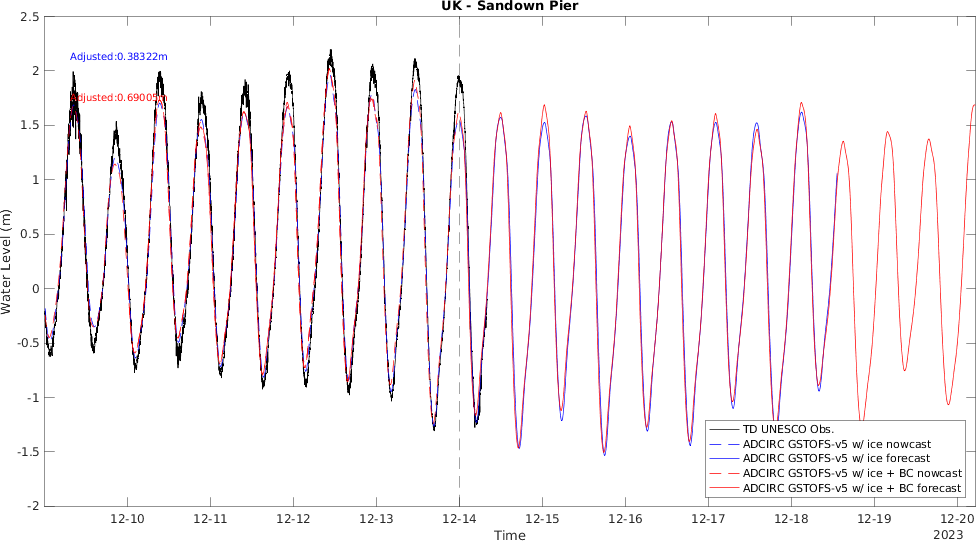 UK - Sandown Pier
2.5
2
1.5
1
0.5
0
-0.5
-1
-1.5
-2
Water Level (m)
Adjusted:0.38322m
Adjusted:0.69005m
TD UNESCO Obs.
ADCIRC GSTOFS-v5 w/ ice nowcast
ADCIRC GSTOFS-v5 w/ ice forecast
ADCIRC GSTOFS-v5 w/ ice + BC nowcast
ADCIRC GSTOFS-v5 w/ ice + BC forecast
12-10 12-11 12-12 12-13 12-14 12-15 12-16 12-17 12-18 12-19 12-20
Time
2023